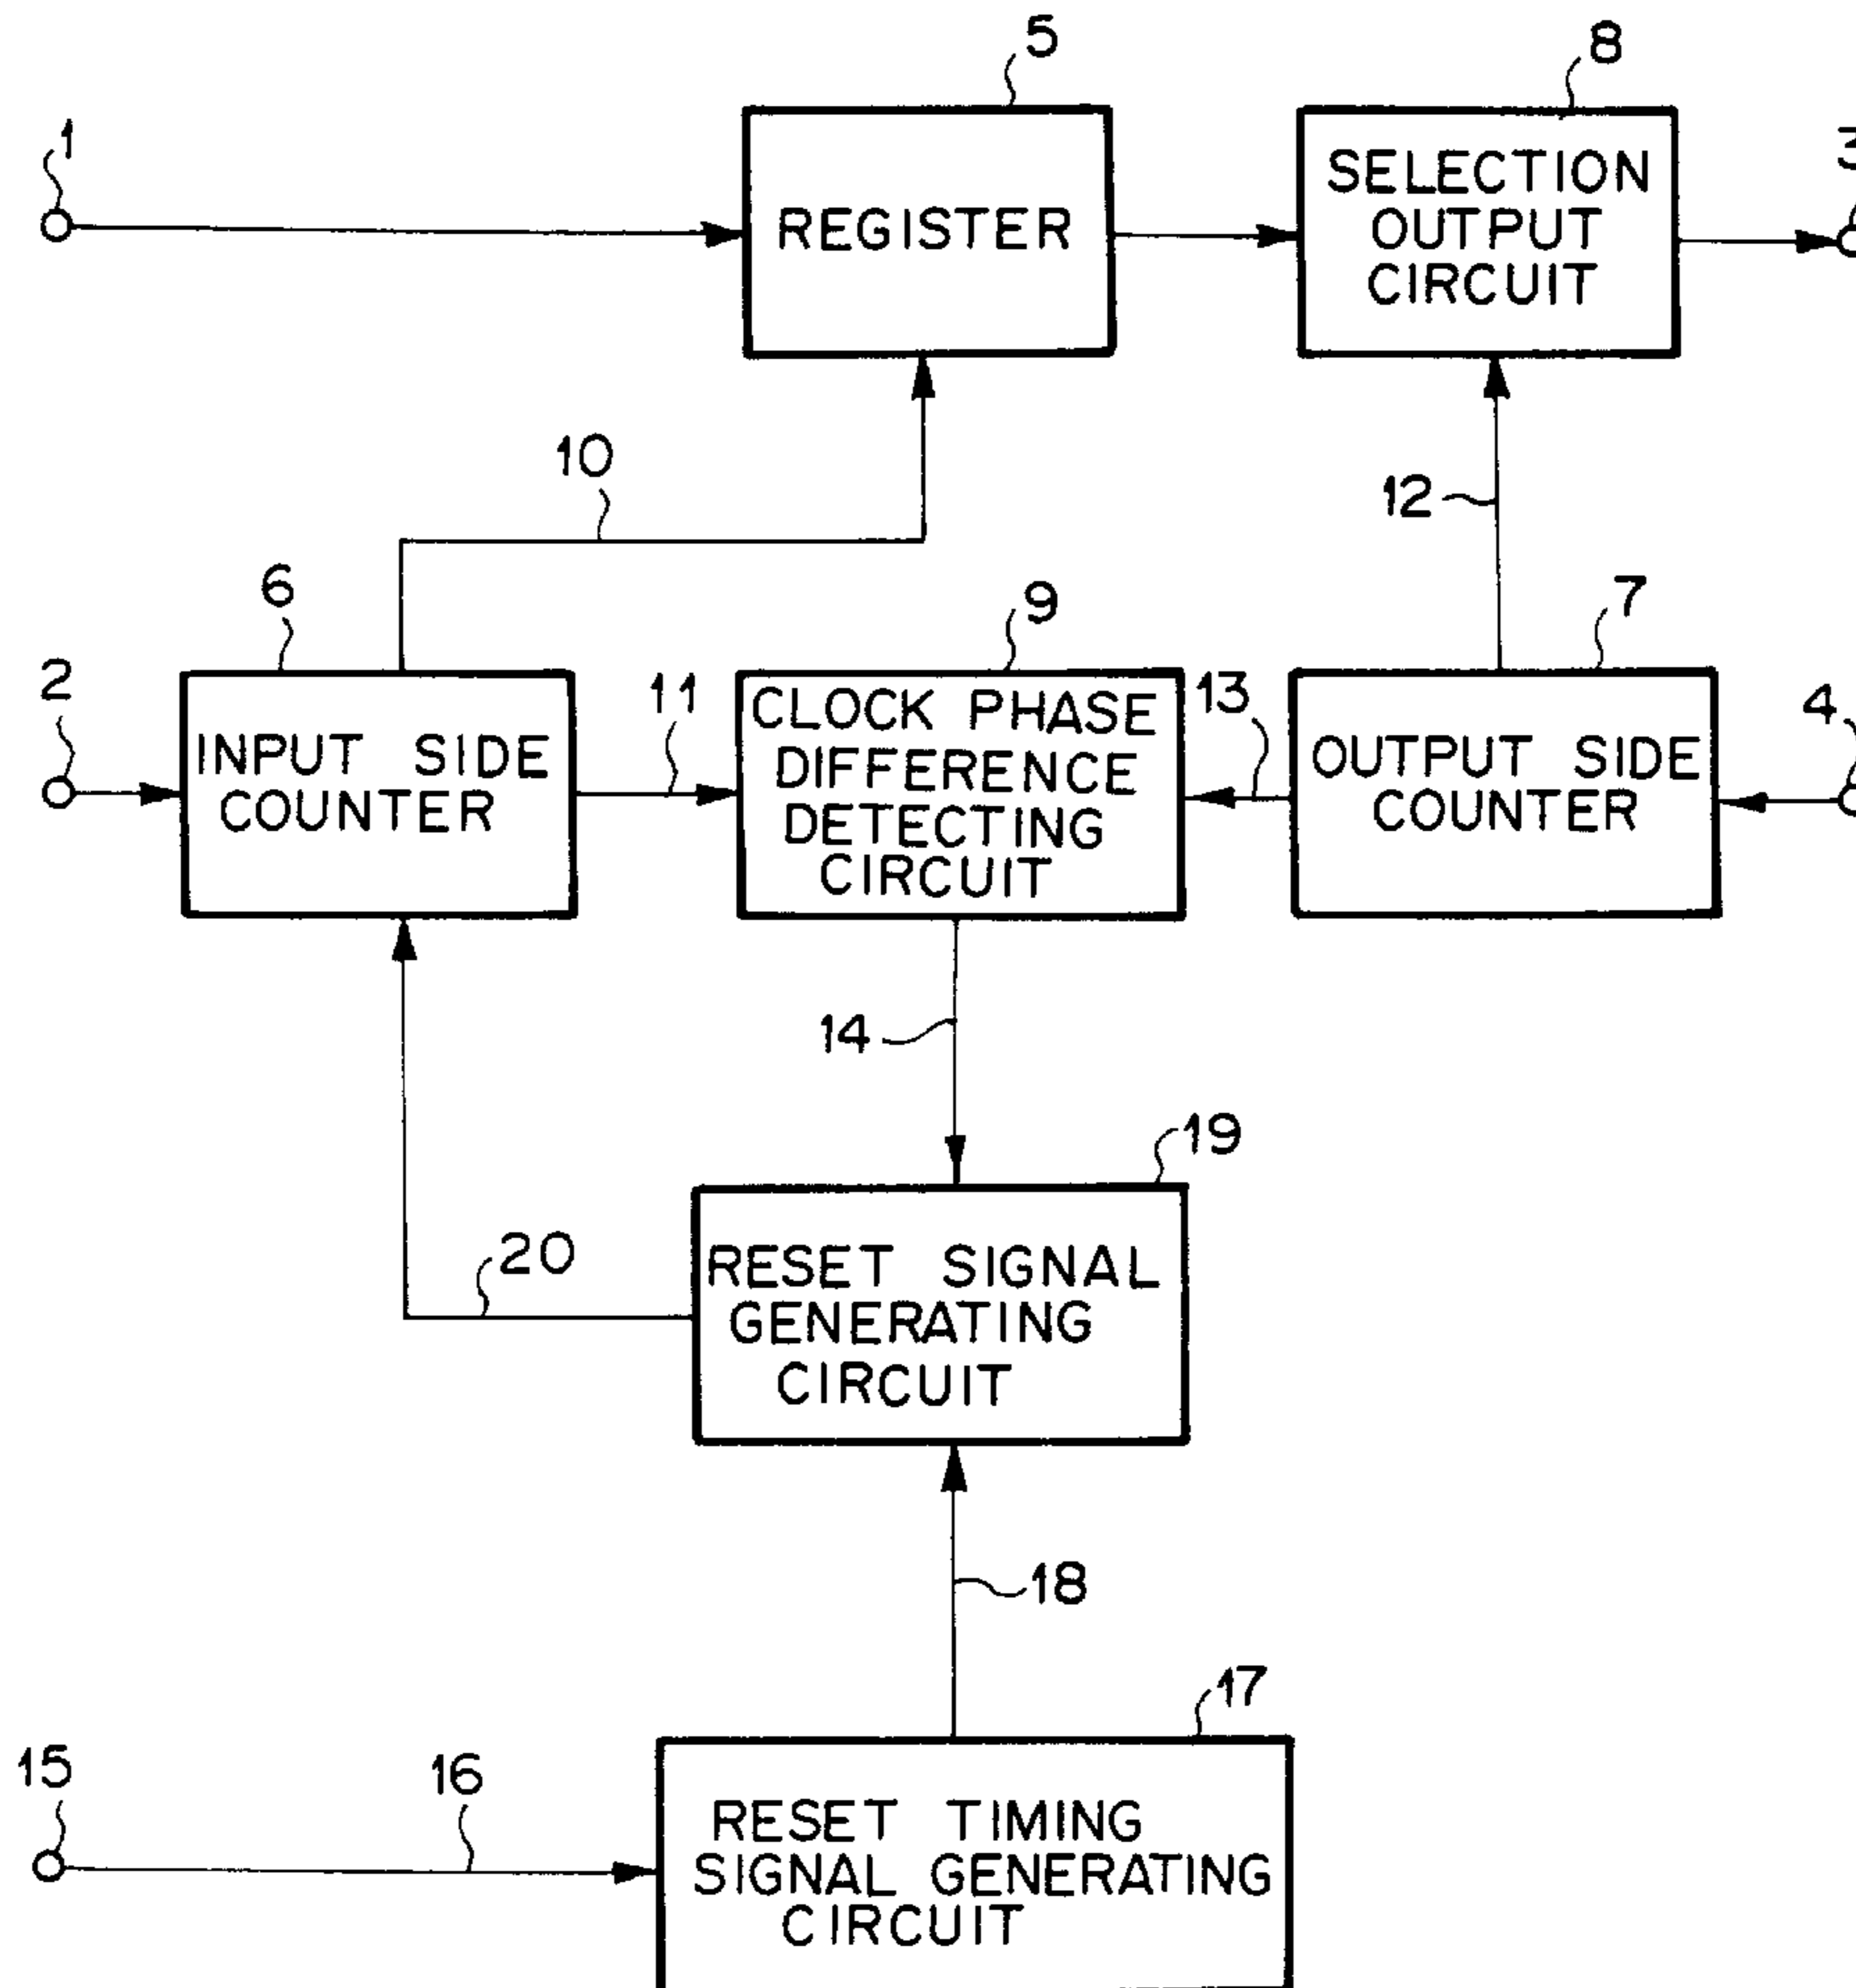 5
8
1
3
REGISTER
SELECTION
OUTPUT
CIRCUIT
10
12
6
9
7
2
11
13
4
INPUT SIDE
COUNTER
CLOCK PHASE
DIFFERENCE
DETECTING
CIRCUIT
OUTPUT SIDE
COUNTER
14
19
20
RESET SIGNAL
GENERATING
CIRCUIT
18
17
15
16
RESET TIMING
SIGNAL GENERATING
CIRCUIT